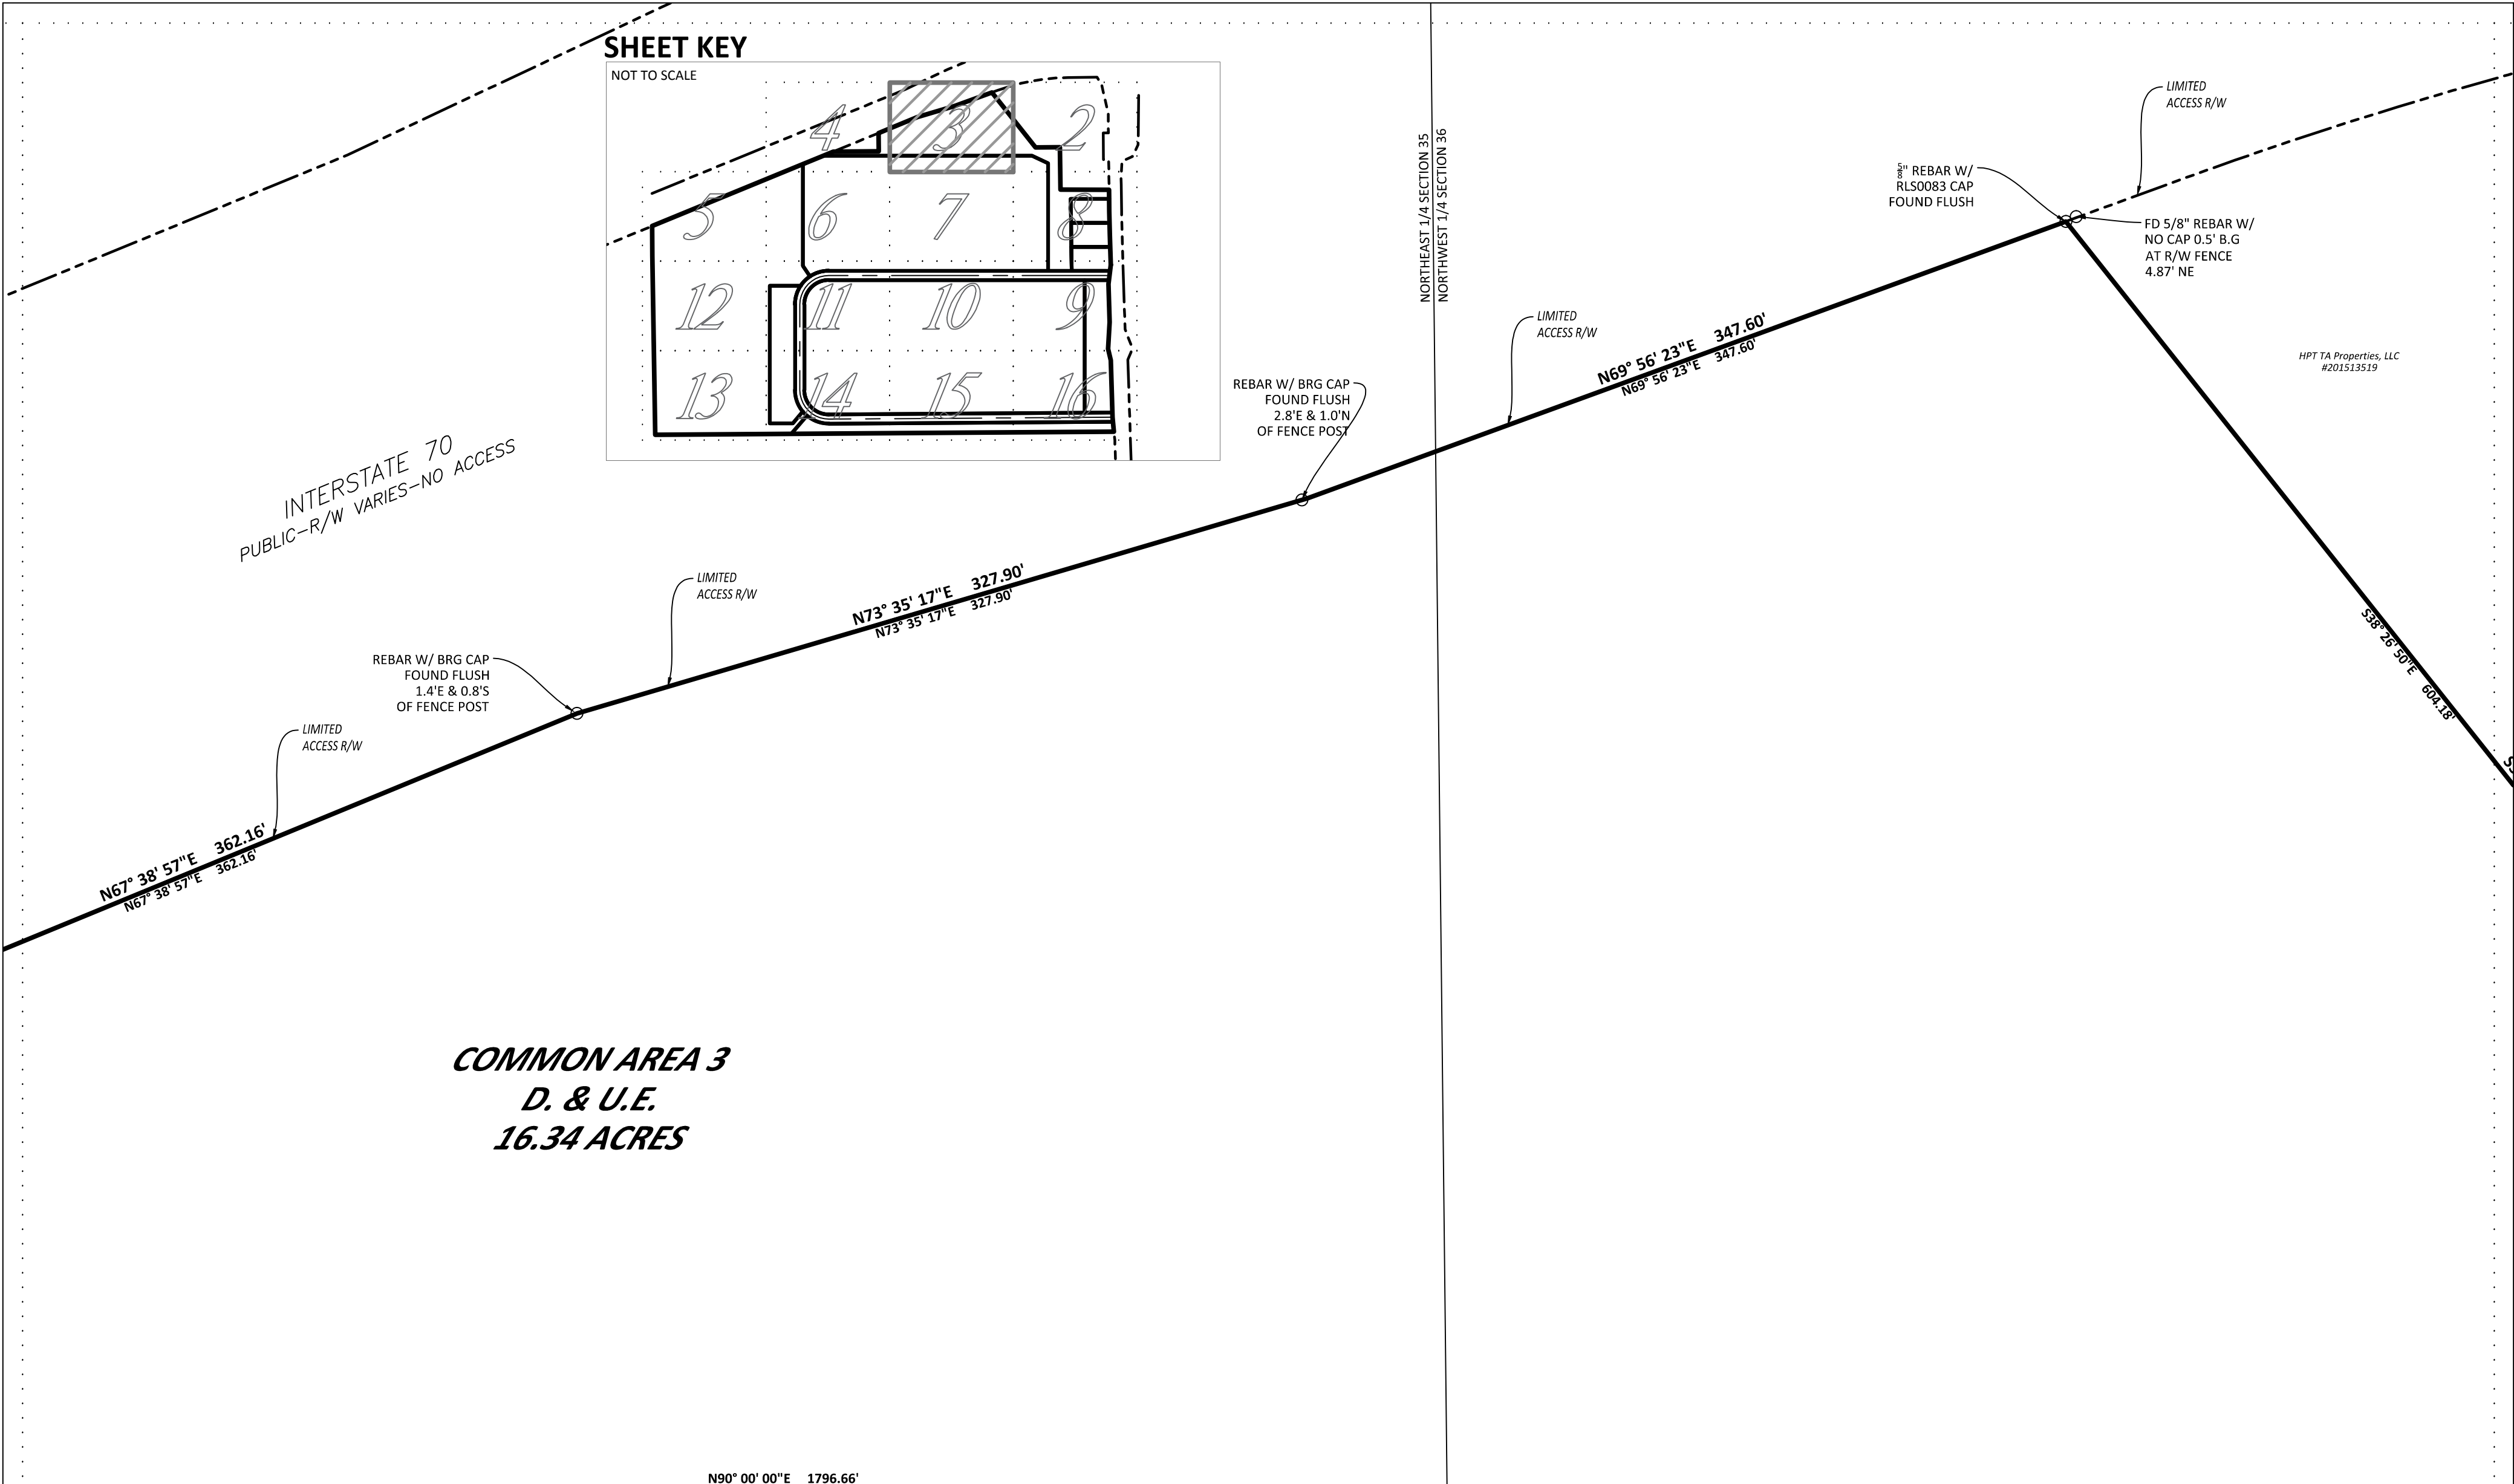 SHEET KEY
NOT TO SCALE
4
3
2
5
6
7
8
12
11
10
9
13
14
15
16
NORTHEAST 1/4 SECTION 35
NORTHWEST 1/4 SECTION 36
LIMITED
ACCESS R/W
5/8" REBAR W/
RLS0083 CAP
FOUND FLUSH
FD 5/8" REBAR W/
NO CAP 0.5' B.G
AT R/W FENCE
4.87' NE
LIMITED
ACCESS R/W
N69° 56' 23"E 347.60'
N69° 56' 23"E 347.60'
HPT TA Properties, LLC
#201513519
REBAR W/ BRG CAP
FOUND FLUSH
2.8'E & 1.0'N
OF FENCE POST
INTERSTATE 70
PUBLIC-R/W VARIES-NO ACCESS
LIMITED
ACCESS R/W
N73° 35' 17"E 327.90'
N73° 35' 17"E 327.90'
S38° 26' 50"E 604.18'
REBAR W/ BRG CAP
FOUND FLUSH
1.4'E & 0.8'S
OF FENCE POST
LIMITED
ACCESS R/W
N67° 38' 57"E 362.16'
N67° 38' 57"E 362.16'
COMMON AREA 3
D. & U.E.
16.34 ACRES
N90° 00' 00"E 1796.66'